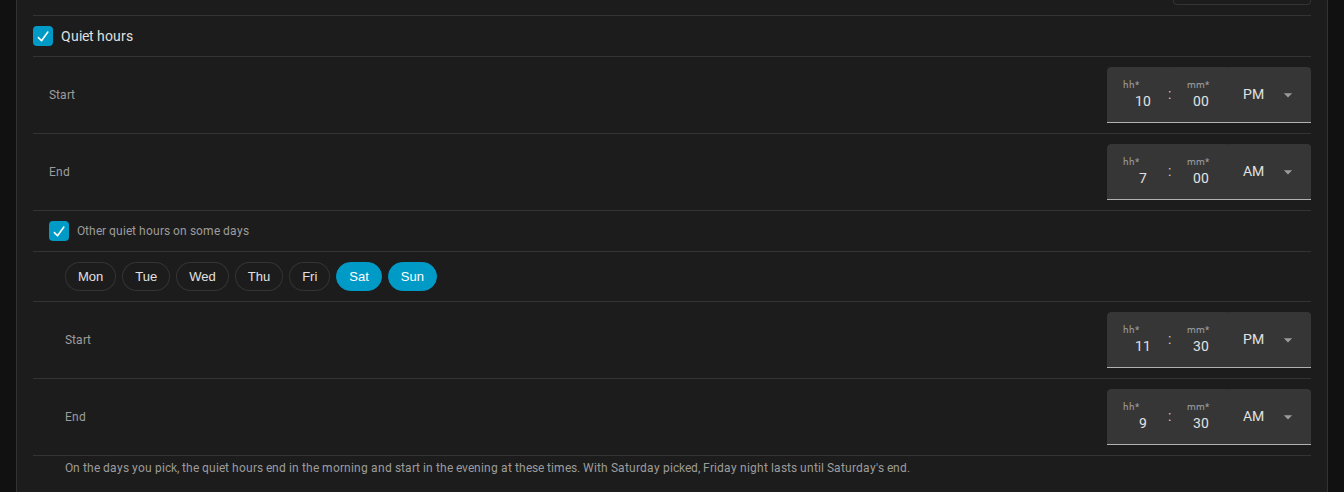 Quiet hours
Start
hh* mm*
10 : 00 PM
End
hh* mm*
7 : 00 AM
Other quiet hours on some days
Mon Tue Wed Thu Fri Sat Sun
Start
hh* mm*
11 : 30 PM
End
hh* mm*
9 : 30 AM
On the days you pick, the quiet hours end in the morning and start in the evening at these times. With Saturday picked, Friday night lasts until Saturday's end.